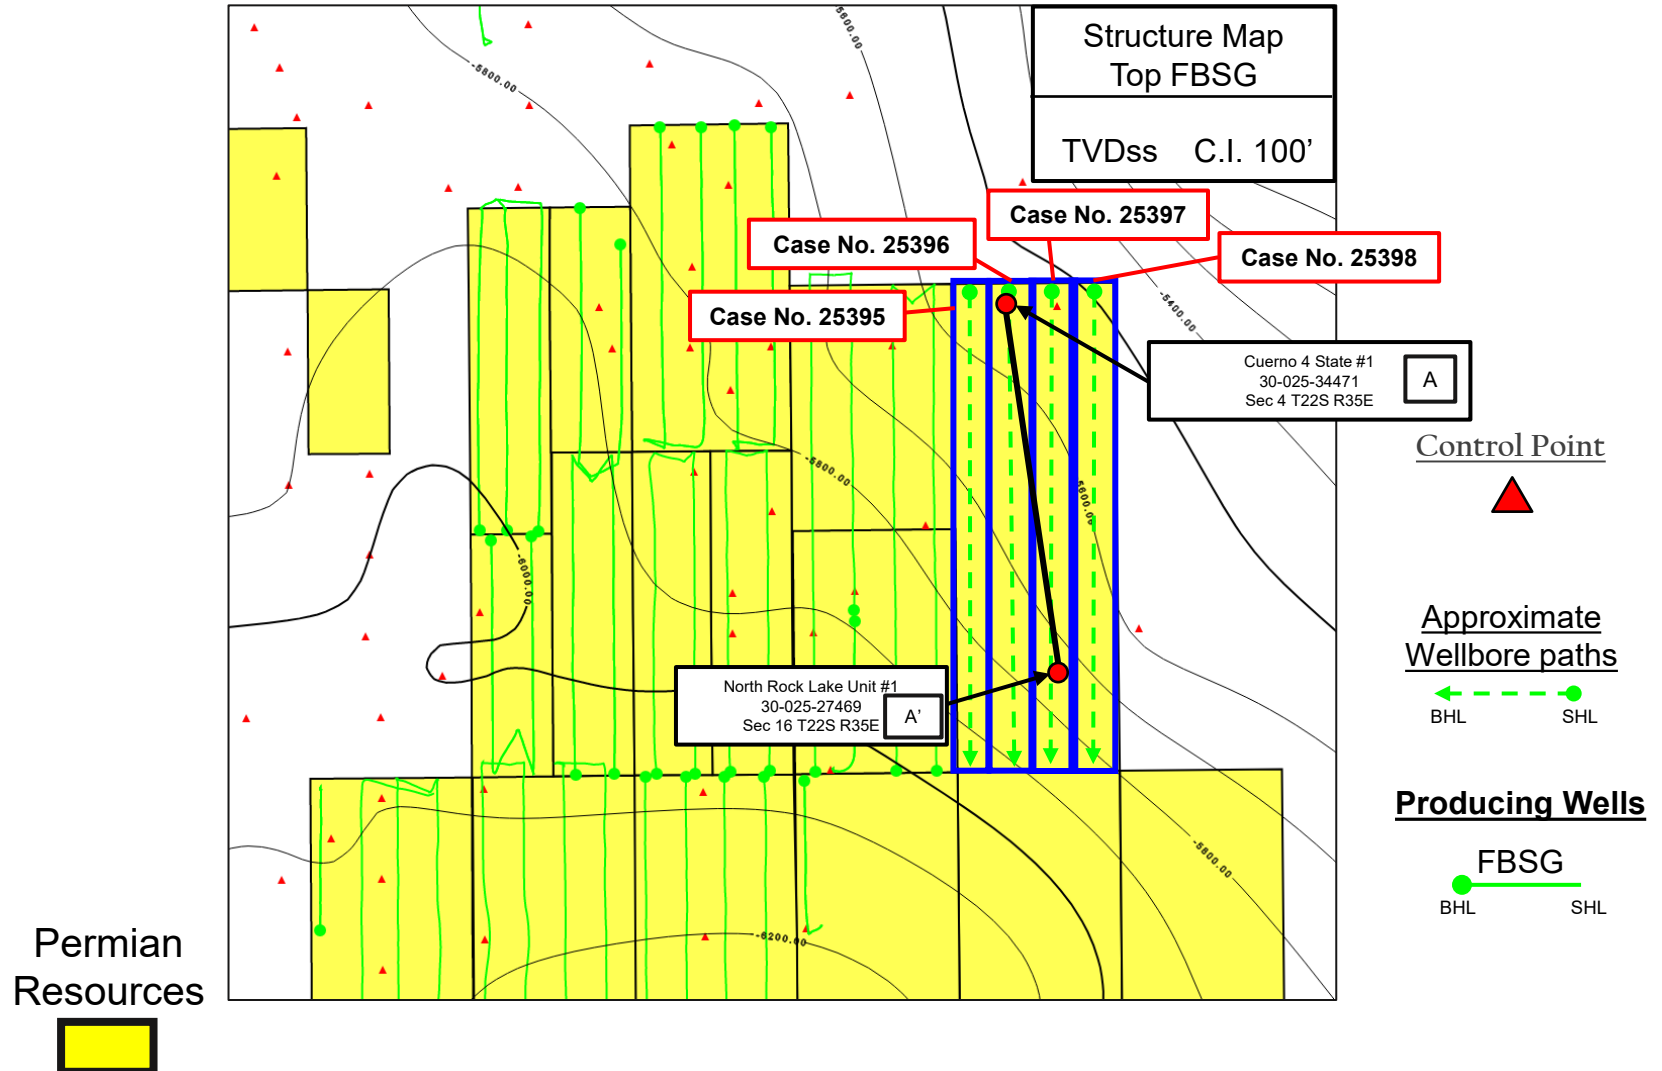 Structure Map
Top FBSG
TVDss C.I. 100’
-5800.00
-5600.00
Case No. 25397
Case No. 25396
Case No. 25398
Case No. 25395
-5400.00
Cuerno 4 State #1
30-025-34471
Sec 4 T22S R35E
A
Control Point
-5800.00
-5600.00
-6000.00
Approximate
Wellbore paths
BHL SHL
North Rock Lake Unit #1
30-025-27469
Sec 16 T22S R35E
A’
Producing Wells
FBSG
BHL SHL
-5800.00
-6200.00
Permian
Resources